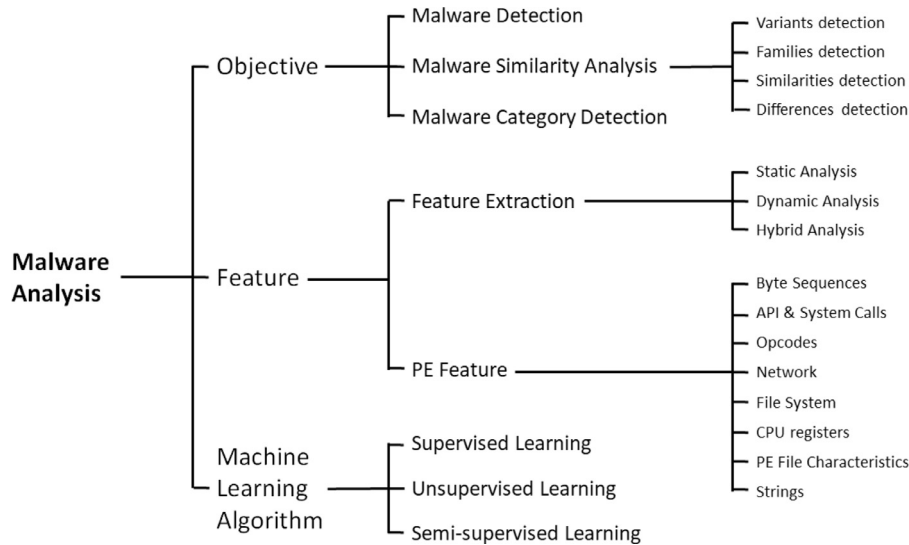 Malware
Analysis
Objective
Malware Detection
Malware Similarity Analysis
Variants detection
Families detection
Similarities detection
Differences detection
Malware Category Detection
Feature
Feature Extraction
Static Analysis
Dynamic Analysis
Hybrid Analysis
PE Feature
Byte Sequences
API & System Calls
Opcodes
Network
File System
CPU registers
PE File Characteristics
Strings
Machine
Learning
Algorithm
Supervised Learning
Unsupervised Learning
Semi-supervised Learning